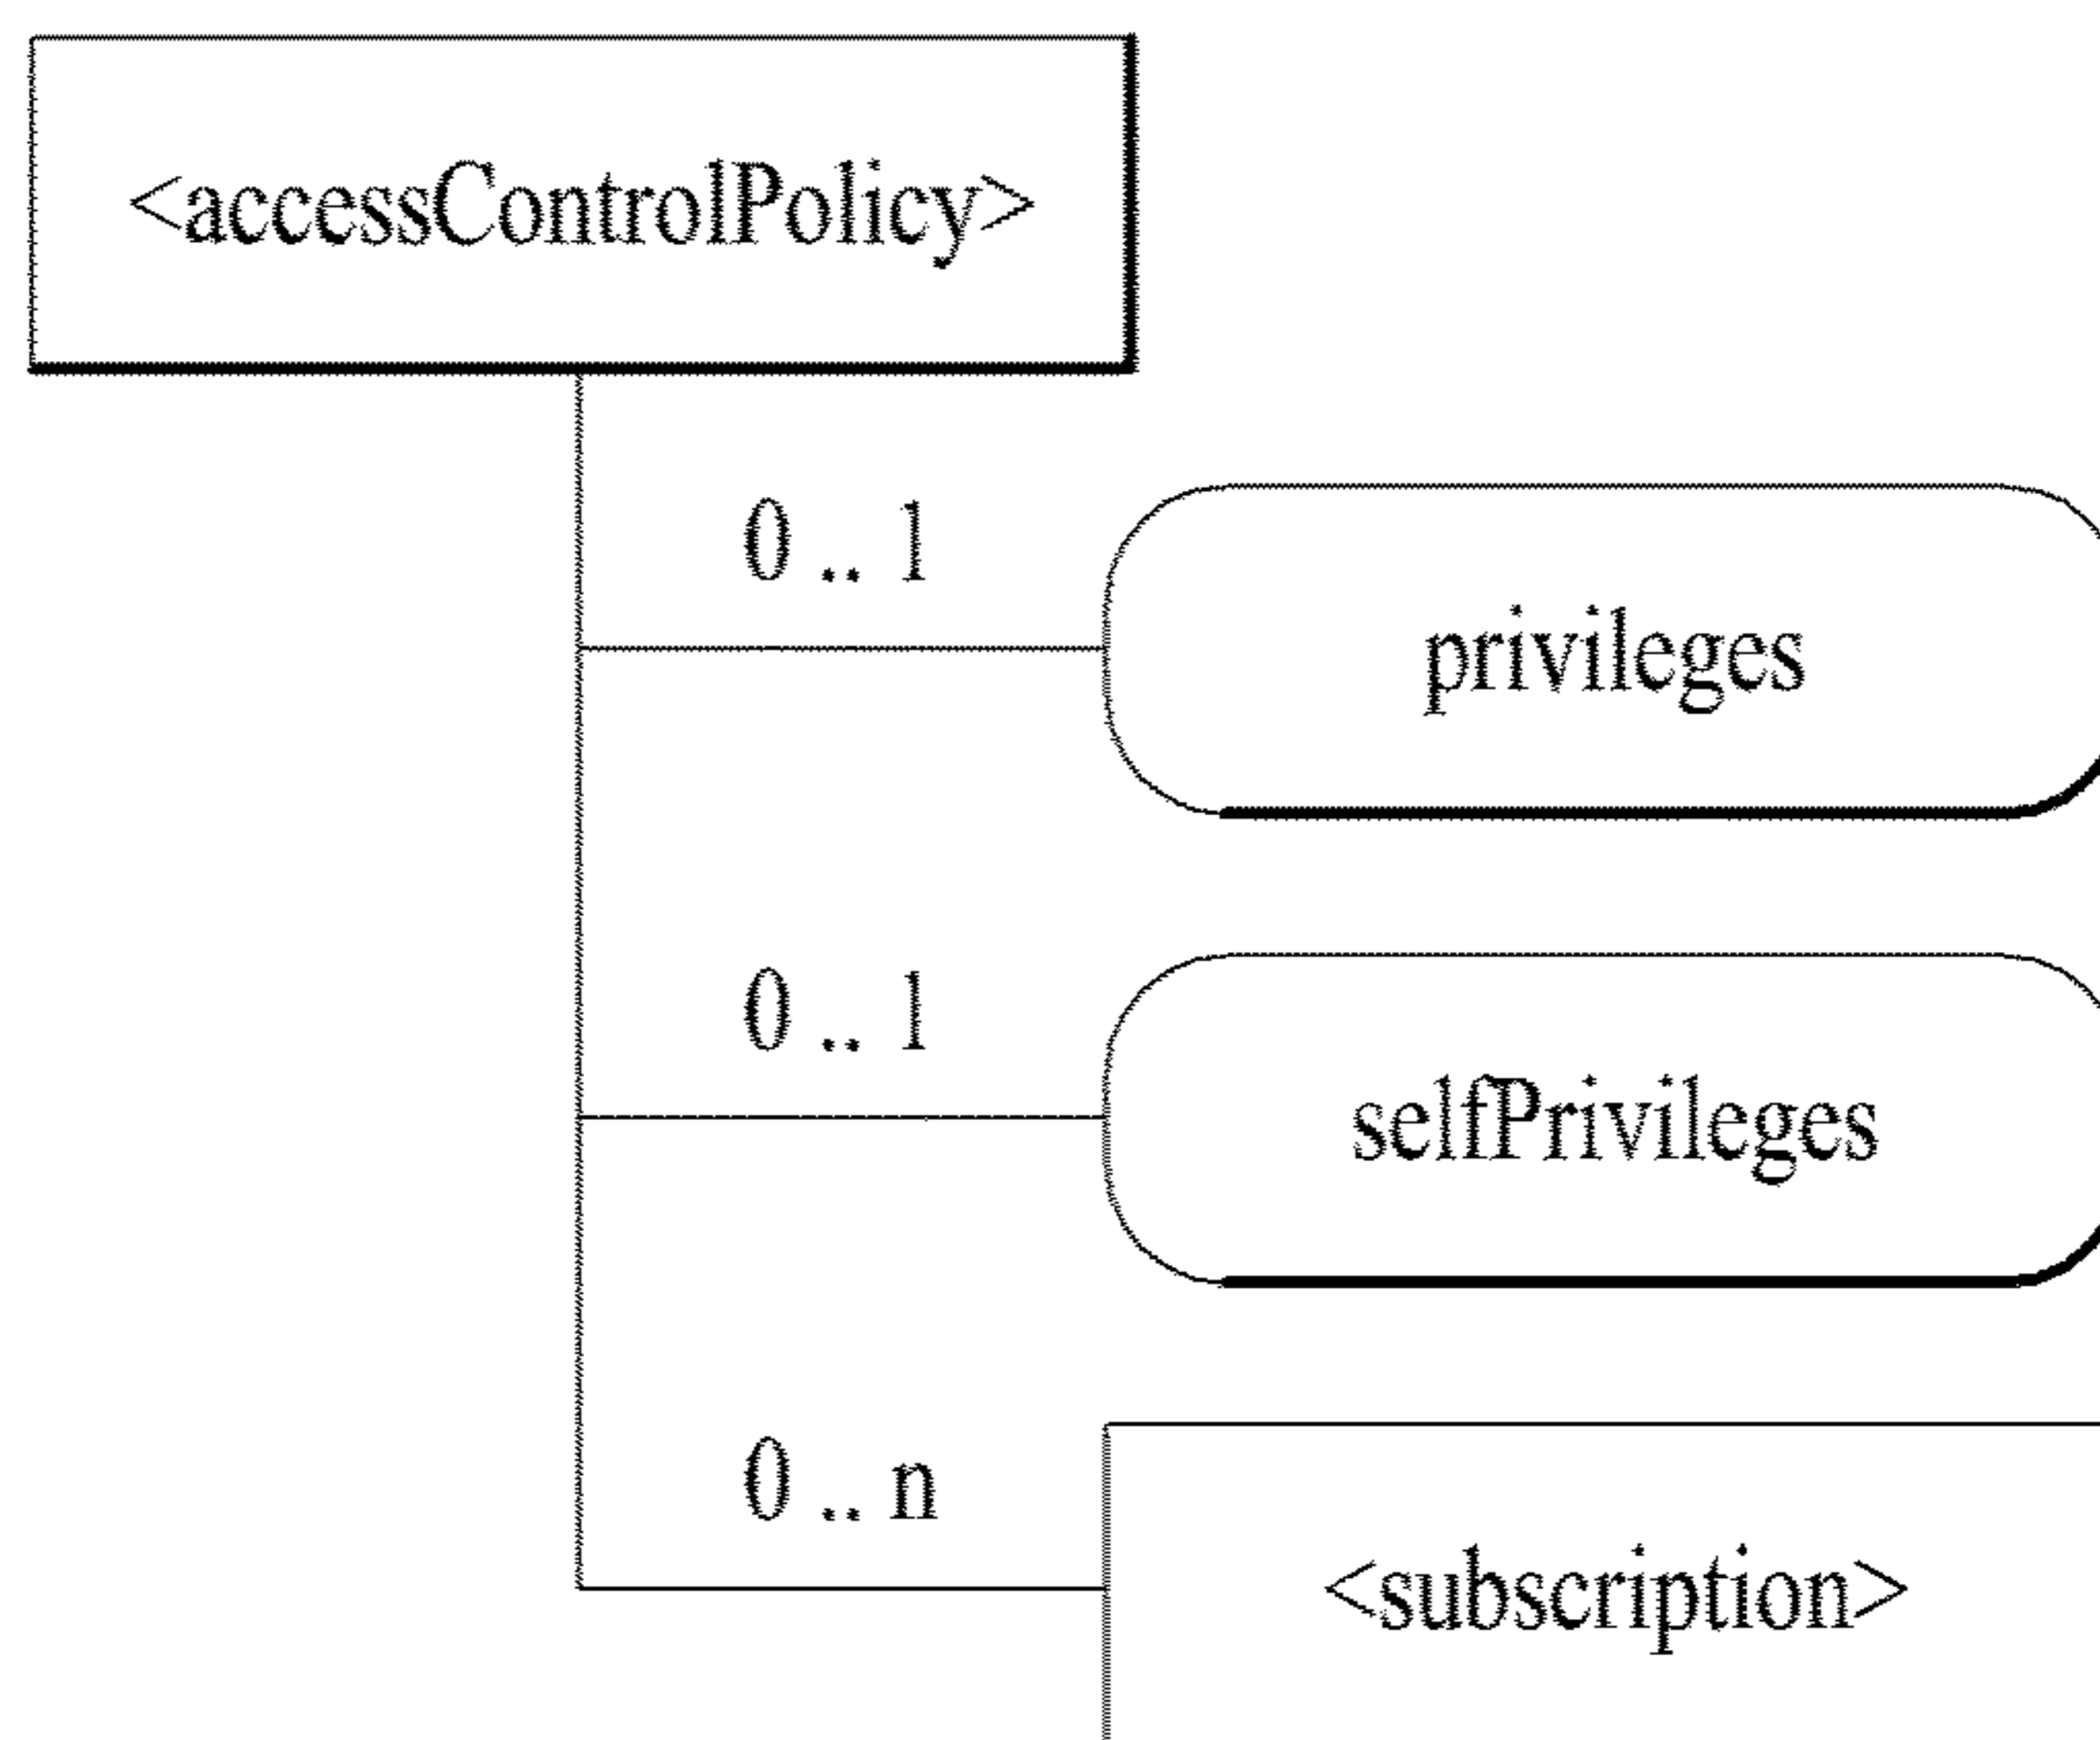 <accessControlPolicy>
0 .. 1
privileges
0 .. 1
selfPrivileges
0 .. n
<subscription>